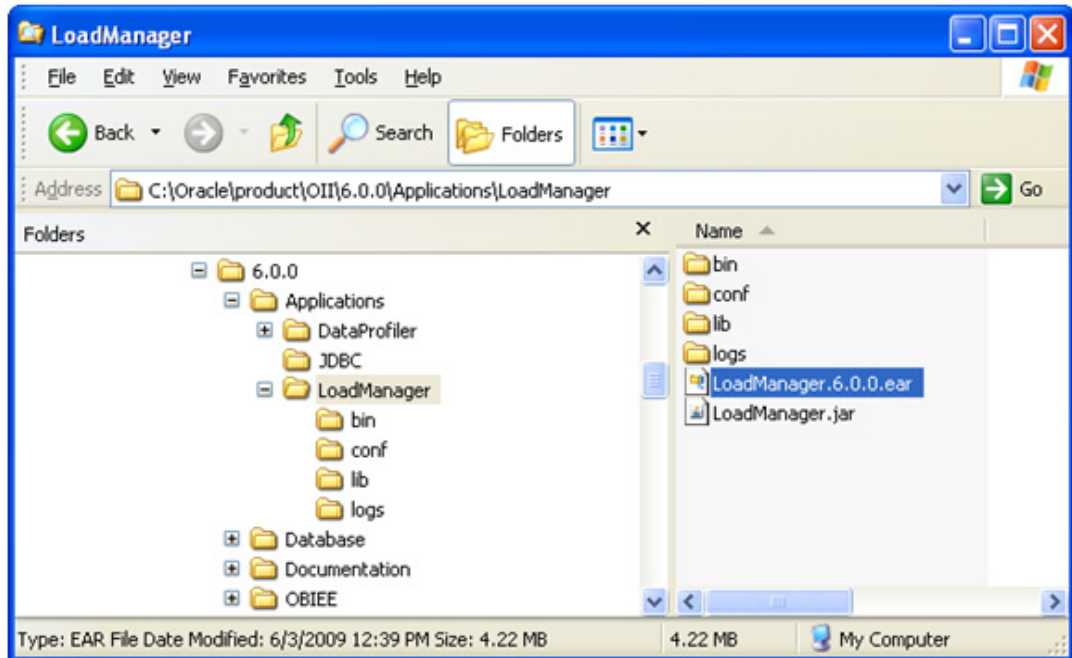 LoadManager
File Edit View Favorites Tools Help
Back Search Folders
Address C:\Oracle\product\OII\6.0.0\Applications\LoadManager Go
Folders Name
6.0.0 bin
Applications conf
DataProfiler lib
JDBC logs
LoadManager LoadManager.6.0.0.ear
bin LoadManager.jar
conf
lib
logs
Database
Documentation
OBIEE
Type: EAR File Date Modified: 6/3/2009 12:39 PM Size: 4.22 MB 4.22 MB My Computer